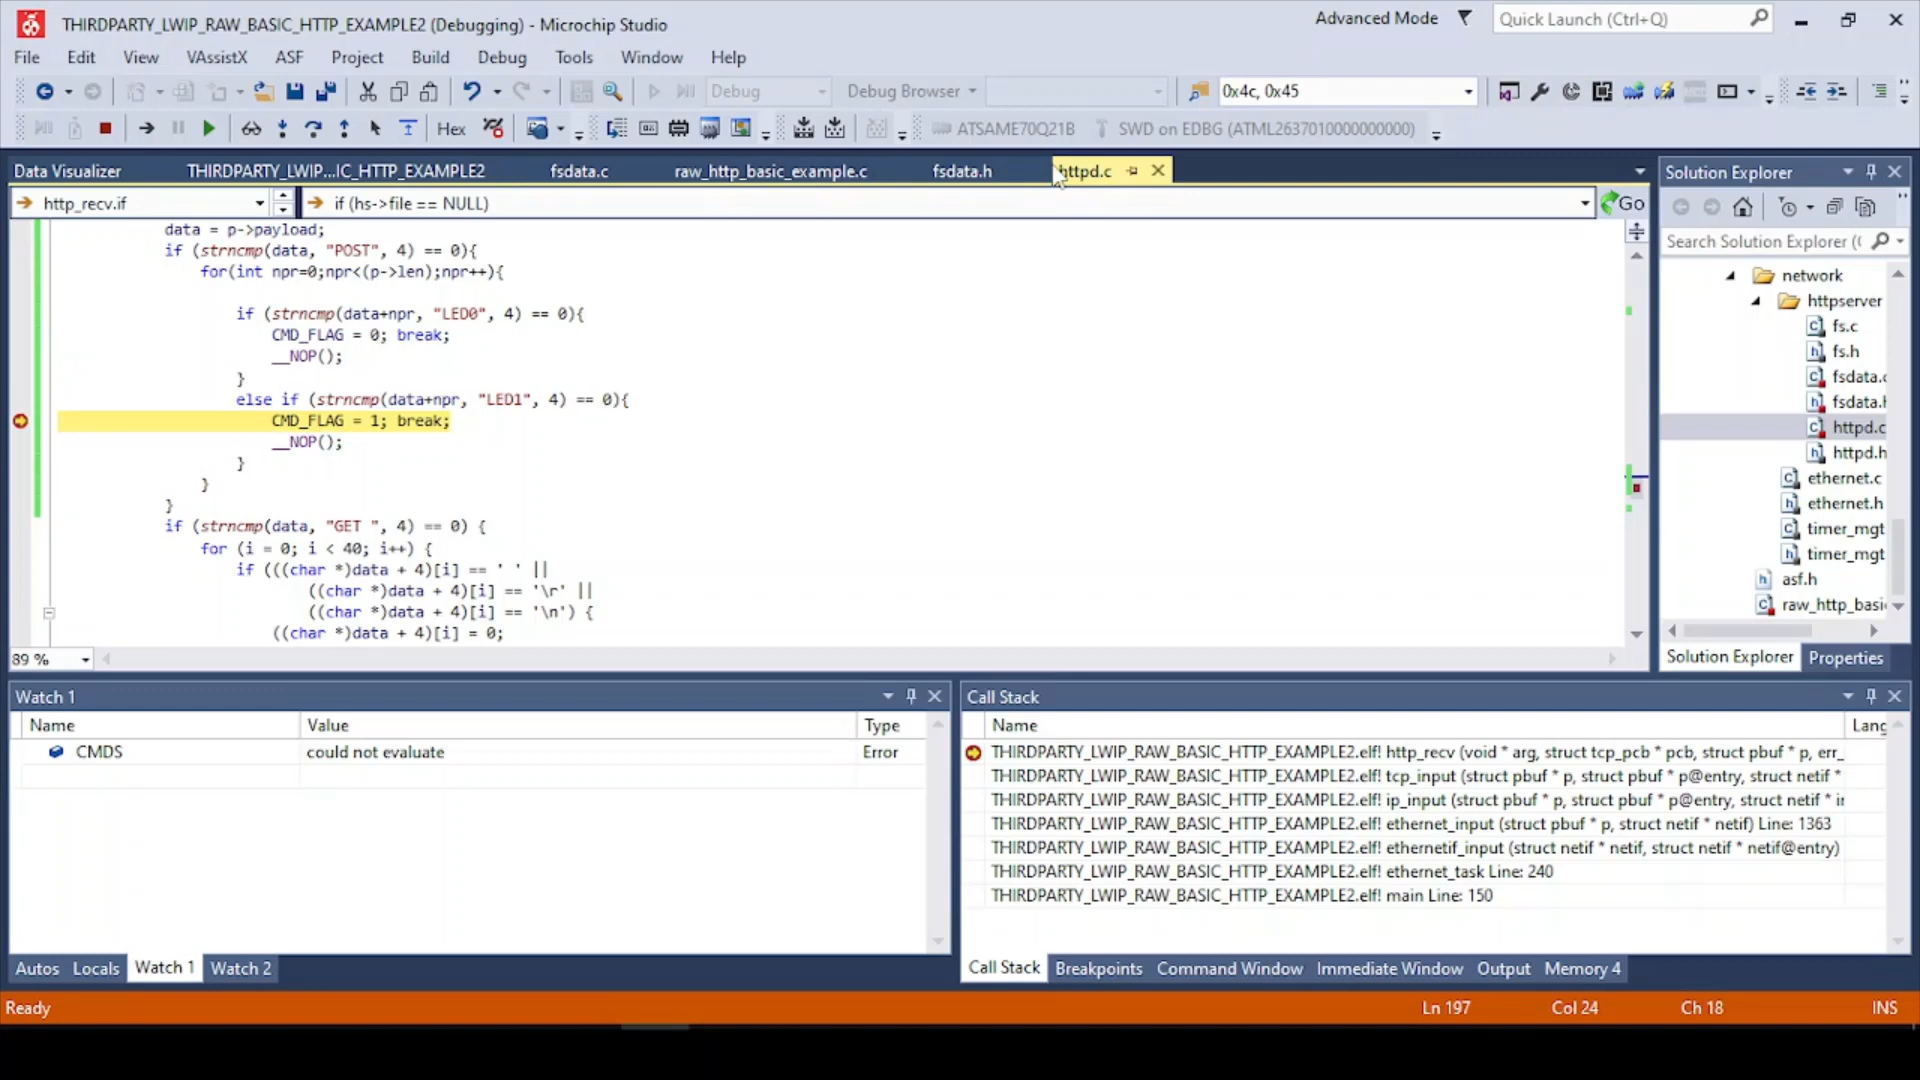 THIRDPARTY_LWIP_RAW_BASIC_HTTP_EXAMPLE2 (Debugging) - Microchip Studio
Advanced Mode
Quick Launch (Ctrl+Q)
File Edit View VAssistX ASF Project Build Debug Tools Window Help
Debug
Debug Browser
0x4c, 0x45
Hex
ATSAME70Q21B
SWD on EDBG (ATML2637010000000000)
Data Visualizer
THIRDPARTY_LWIP...IC_HTTP_EXAMPLE2
fsdata.c
raw_http_basic_example.c
fsdata.h
httpd.c
http_recv.if
if (hs->file == NULL)
Go
data = p->payload;
if (strncmp(data, "POST", 4) == 0){
for(int npr=0;npr<(p->len);npr++){
if (strncmp(data+npr, "LED0", 4) == 0){
CMD_FLAG = 0; break;
__NOP();
}
else if (strncmp(data+npr, "LED1", 4) == 0){
CMD_FLAG = 1; break;
__NOP();
}
}
}
if (strncmp(data, "GET ", 4) == 0) {
for (i = 0; i < 40; i++) {
if (((char *)data + 4)[i] == ' ' ||
((char *)data + 4)[i] == '\r' ||
((char *)data + 4)[i] == '\n') {
((char *)data + 4)[i] = 0;
89 %
Solution Explorer
Search Solution Explorer (
network
httpserver
fs.c
fs.h
fsdata.c
fsdata.h
httpd.c
httpd.h
ethernet.c
ethernet.h
timer_mgt
timer_mgt
asf.h
raw_http_basi
Solution Explorer Properties
Watch 1
Name Value Type
CMDS could not evaluate Error
Autos Locals Watch 1 Watch 2
Call Stack
Name Lang
THIRDPARTY_LWIP_RAW_BASIC_HTTP_EXAMPLE2.elf! http_recv (void * arg, struct tcp_pcb * pcb, struct pbuf * p, err_
THIRDPARTY_LWIP_RAW_BASIC_HTTP_EXAMPLE2.elf! tcp_input (struct pbuf * p, struct pbuf * p@entry, struct netif *
THIRDPARTY_LWIP_RAW_BASIC_HTTP_EXAMPLE2.elf! ip_input (struct pbuf * p, struct pbuf * p@entry, struct netif * i
THIRDPARTY_LWIP_RAW_BASIC_HTTP_EXAMPLE2.elf! ethernet_input (struct pbuf * p, struct netif * netif) Line: 1363
THIRDPARTY_LWIP_RAW_BASIC_HTTP_EXAMPLE2.elf! ethernetif_input (struct netif * netif, struct netif * netif@entry)
THIRDPARTY_LWIP_RAW_BASIC_HTTP_EXAMPLE2.elf! ethernet_task Line: 240
THIRDPARTY_LWIP_RAW_BASIC_HTTP_EXAMPLE2.elf! main Line: 150
Call Stack Breakpoints Command Window Immediate Window Output Memory 4
Ready
Ln 197 Col 24 Ch 18 INS